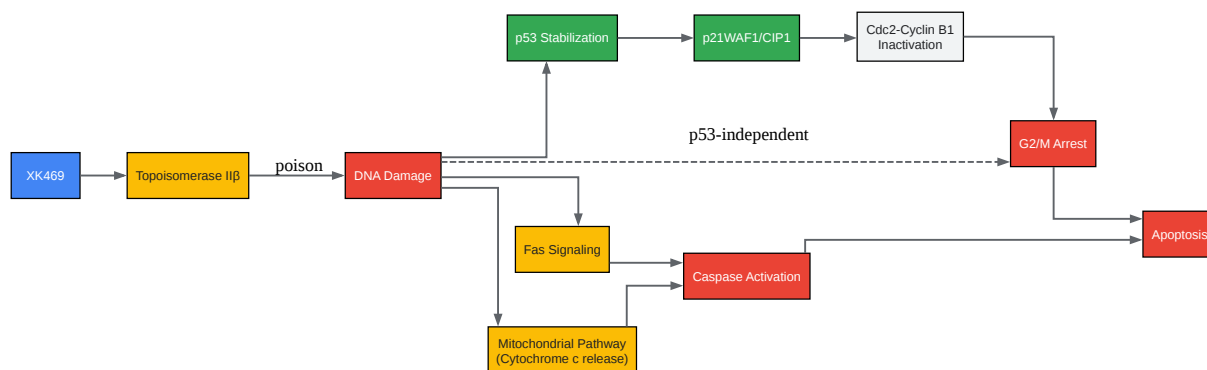 p53 Stabilization
p21WAF1/CIP1
Cdc2-Cyclin B1
Inactivation
p53-independent
G2/M Arrest
XK469
Topoisomerase IIβ
poison
DNA Damage
Fas Signaling
Caspase Activation
Apoptosis
Mitochondrial Pathway
(Cytochrome c release)